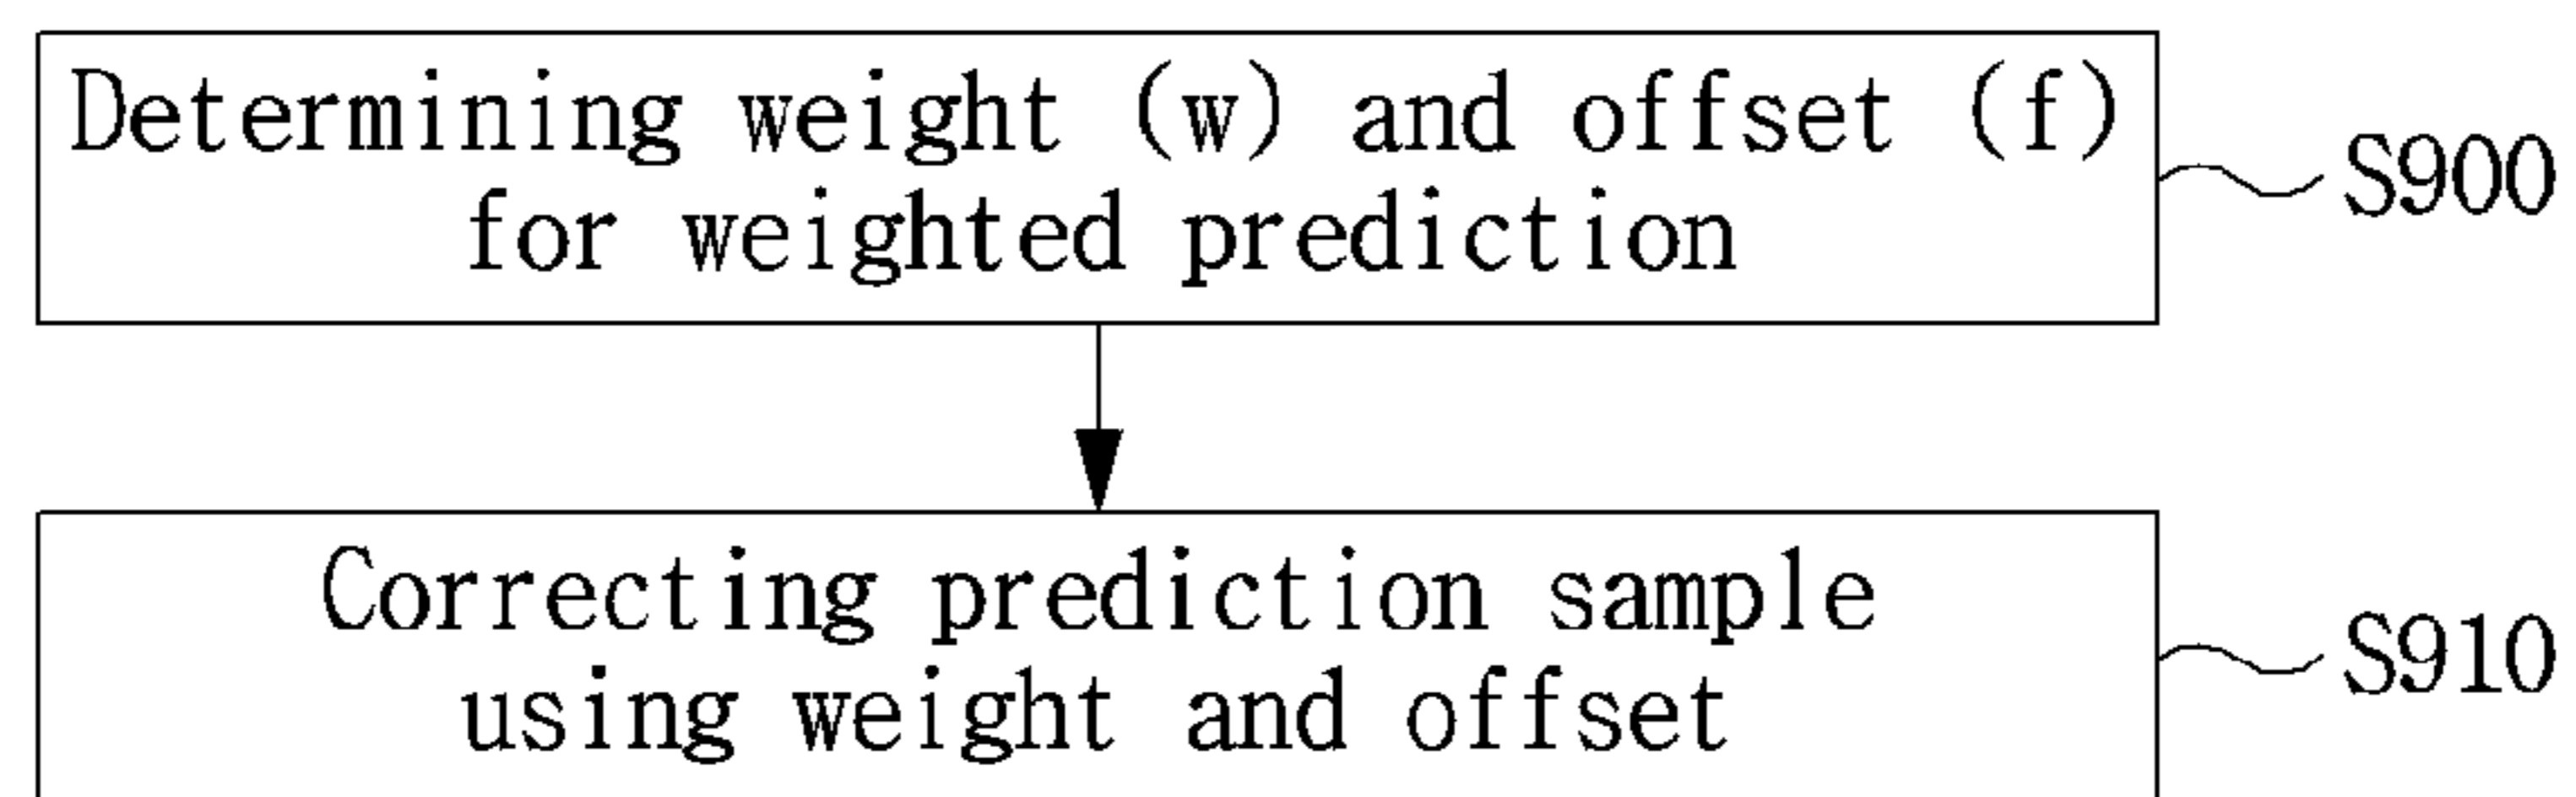 Determining weight (w) and offset (f)
for weighted prediction
S900
Correcting prediction sample
using weight and offset
S910